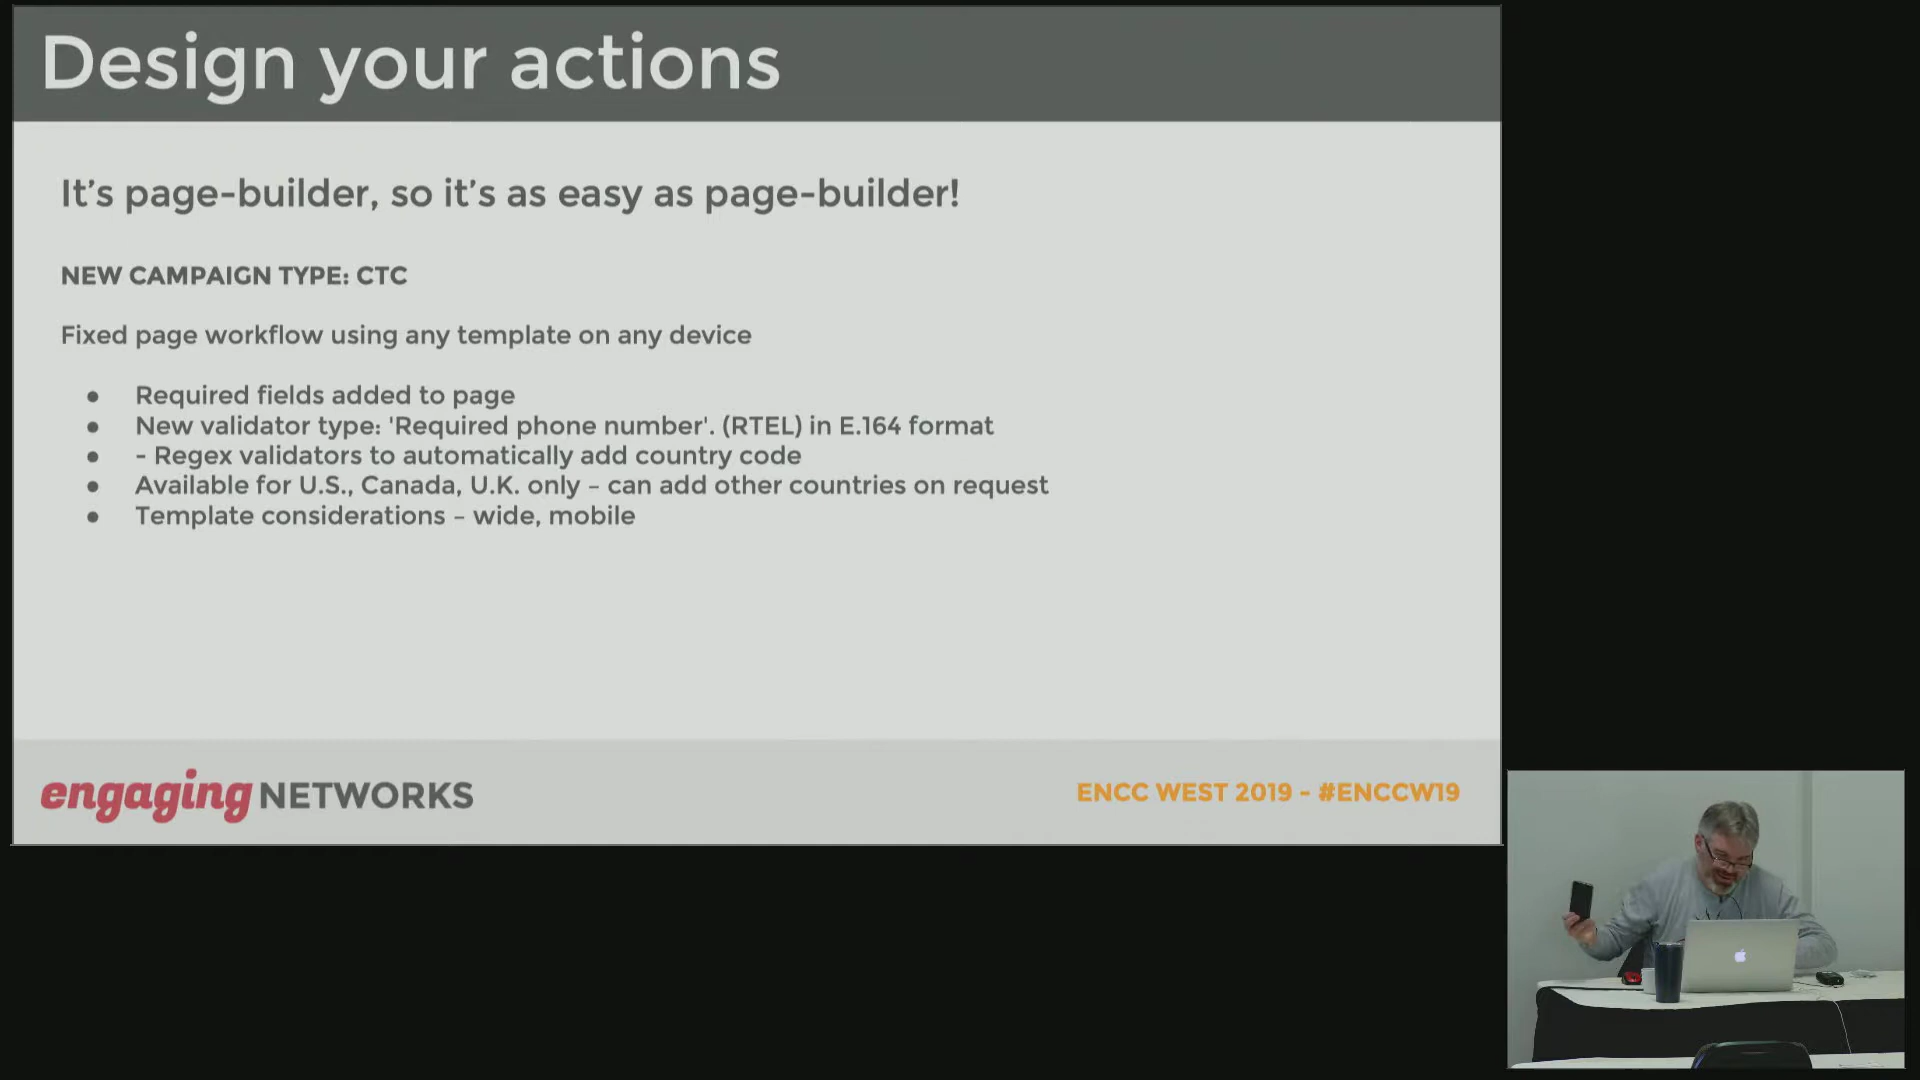 Design your actions
It's page-builder, so it's as easy as page-builder!
NEW CAMPAIGN TYPE: CTC
Fixed page workflow using any template on any device
● Required fields added to page
● New validator type: 'Required phone number'. (RTEL) in E.164 format
● - Regex validators to automatically add country code
● Available for U.S., Canada, U.K. only – can add other countries on request
● Template considerations – wide, mobile
engaging NETWORKS
ENCC WEST 2019 - #ENCCW19